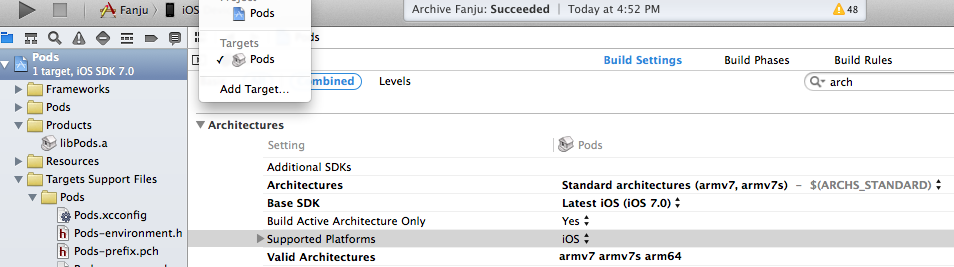 Fanju
iOS
Archive Fanju: Succeeded | Today at 4:52 PM
48
Pods
Targets
Pods
Add Target...
Pods
Build Settings
Build Phases
Build Rules
Levels
arch
Pods
1 target, iOS SDK 7.0
Frameworks
Pods
Products
libPods.a
Resources
Targets Support Files
Pods
Pods.xcconfig
Pods-environment.h
Pods-prefix.pch
Architectures
Setting
Pods
Additional SDKs
Architectures
Standard architectures (armv7, armv7s) – $(ARCHS_STANDARD)
Base SDK
Latest iOS (iOS 7.0)
Build Active Architecture Only
Yes
Supported Platforms
iOS
Valid Architectures
armv7 armv7s arm64